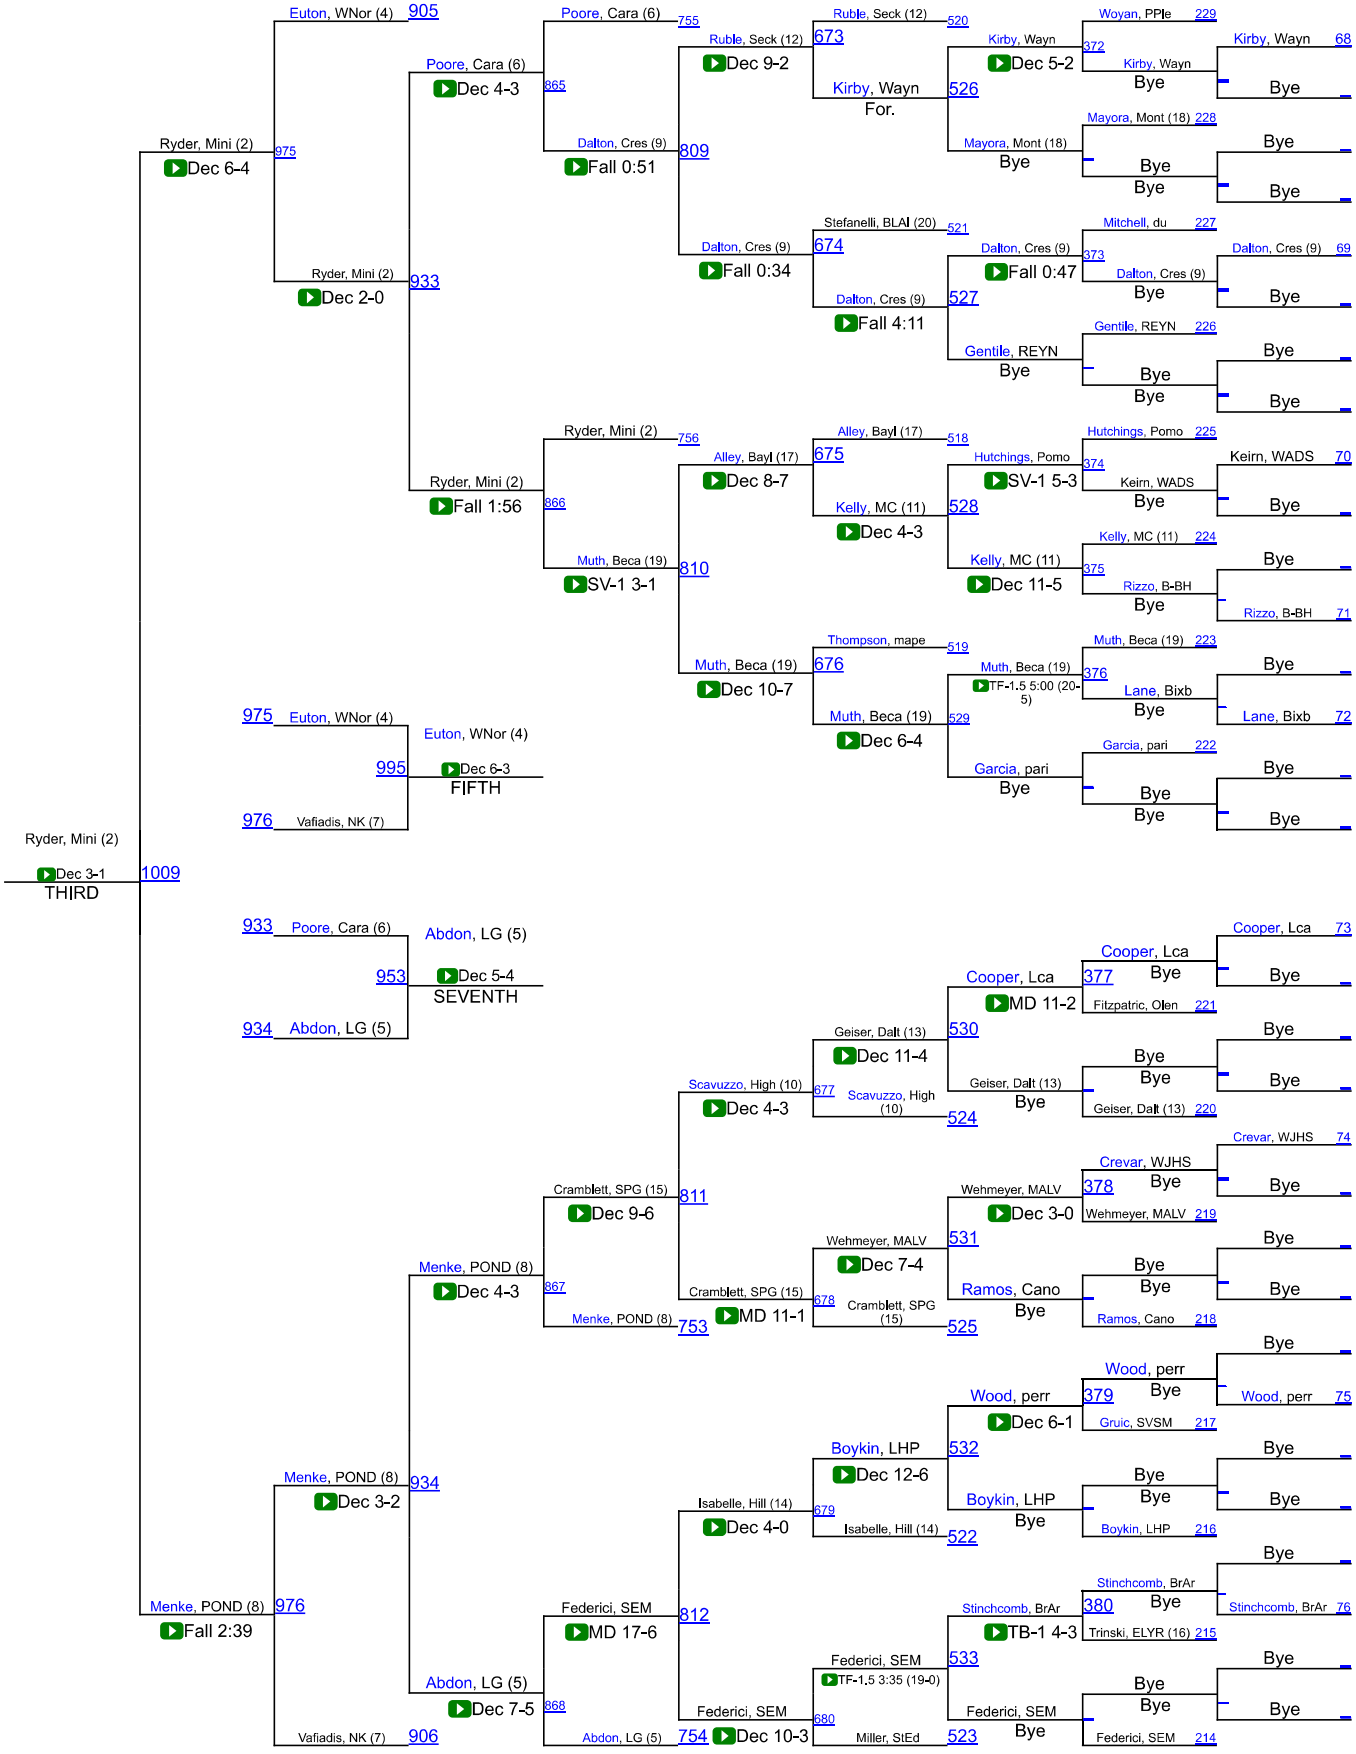 Euton, WNor (4) 905
Poore, Cara (6) 755
Ruble, Seck (12) 520
Woyan, PPle 229
Ruble, Seck (12) 673
Kirby, Wayn 372
Kirby, Wayn 68
Dec 9-2
Dec 5-2
Kirby, Wayn
Poore, Cara (6)
Bye
Bye
Dec 4-3
865
Kirby, Wayn 526
For.
Mayora, Mont (18) 228
Ryder, Mini (2) 975
Dalton, Cres (9) 809
Mayora, Mont (18)
Bye
Dec 6-4
Fall 0:51
Bye
Bye
Bye
Bye
Stefanelli, BLAl (20) 521
Mitchell, du 227
Dalton, Cres (9) 674
Dalton, Cres (9) 373
Dalton, Cres (9) 69
Fall 0:34
Fall 0:47
Dalton, Cres (9)
Ryder, Mini (2) 933
Bye
Bye
Dec 2-0
Dalton, Cres (9) 527
Fall 4:11
Gentile, REYN 226
Gentile, REYN
Bye
Bye
Bye
Bye
Bye
Ryder, Mini (2) 756
Alley, Bayl (17) 518
Hutchings, Pomo 225
Alley, Bayl (17) 675
Hutchings, Pomo 374
Keirn, WADS 70
Dec 8-7
SV-1 5-3
Keirn, WADS
Ryder, Mini (2)
Bye
Bye
Fall 1:56
866
Kelly, MC (11) 528
Dec 4-3
Kelly, MC (11) 224
Muth, Beca (19) 810
Kelly, MC (11) 375
Bye
SV-1 3-1
Dec 11-5
Rizzo, B-BH
Bye
Rizzo, B-BH 71
Thompson, mape 519
Muth, Beca (19) 223
Muth, Beca (19) 676
Muth, Beca (19) 376
Bye
Dec 10-7
TF-1.5 5:00 (20-
5)
Lane, Bixb
Bye
975 Euton, WNor (4)
Muth, Beca (19) 529
Lane, Bixb 72
Euton, WNor (4)
Dec 6-4
Garcia, pari 222
995
Dec 6-3
Garcia, pari
Bye
FIFTH
Bye
Bye
Bye
976 Vafiadis, NK (7)
Bye
Ryder, Mini (2)
Dec 3-1
1009
THIRD
933 Poore, Cara (6)
Abdon, LG (5)
Cooper, Lca 73
Cooper, Lca
953
Dec 5-4
Cooper, Lca 377
Bye
Bye
SEVENTH
Dec 11-2
MD 11-2
Fitzpatric, Olen 221
934 Abdon, LG (5)
Geiser, Dalt (13) 530
Bye
Dec 11-4
Bye
Scavuzzo, High (10) 677
Scavuzzo, High
(10)
524
Geiser, Dalt (13)
Bye
Bye
Bye
Dec 4-3
Geiser, Dalt (13) 220
Crevar, WJHS 74
Crevar, WJHS
Cramblett, SPG (15) 811
Wehmeyer, MALV 378
Bye
Bye
Dec 9-6
Dec 3-0
Wehmeyer, MALV 219
Wehmeyer, MALV 531
Bye
Menke, POND (8)
Dec 7-4
Bye
Dec 4-3
867
Cramblett, SPG (15) 678
Cramblett, SPG
(15)
525
Ramos, Cano
Bye
Bye
Bye
Menke, POND (8) 753
MD 11-1
Ramos, Cano 218
Bye
Wood, perr
Wood, perr 379
Bye
Wood, perr 75
Dec 6-1
Gruic, SVSM 217
Boykin, LHP 532
Bye
Menke, POND (8) 934
Dec 12-6
Bye
Dec 3-2
Isabelle, Hill (14) 679
Boykin, LHP
Bye
Bye
Bye
Dec 4-0
Isabelle, Hill (14) 522
Boykin, LHP 216
Bye
Stinchcomb, BrAr
Menke, POND (8) 976
Federici, SEM 812
Stinchcomb, BrAr 380
Bye
Stinchcomb, BrAr 76
Fall 2:39
MD 17-6
TB-1 4-3
Trinski, ELYR (16) 215
Federici, SEM 533
Bye
Abdon, LG (5)
TF-1.5 3:35 (19-0)
Bye
Dec 7-5
868
Federici, SEM 680
Federici, SEM
Bye
Bye
Bye
Vafiadis, NK (7) 906
Abdon, LG (5) 754
Dec 10-3
Miller, StEd 523
Federici, SEM 214